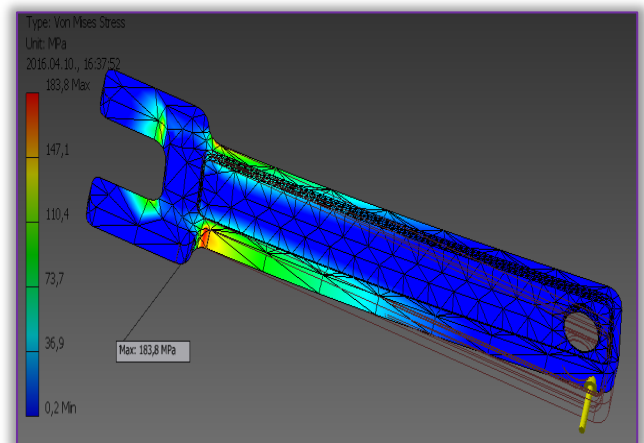 Type: Von Mises Stress
Unit: MPa
2016.04.10., 16:37:52
183,8 Max
147,1
110,4
73,7
36,9
0,2 Min
Max: 183,8 MPa